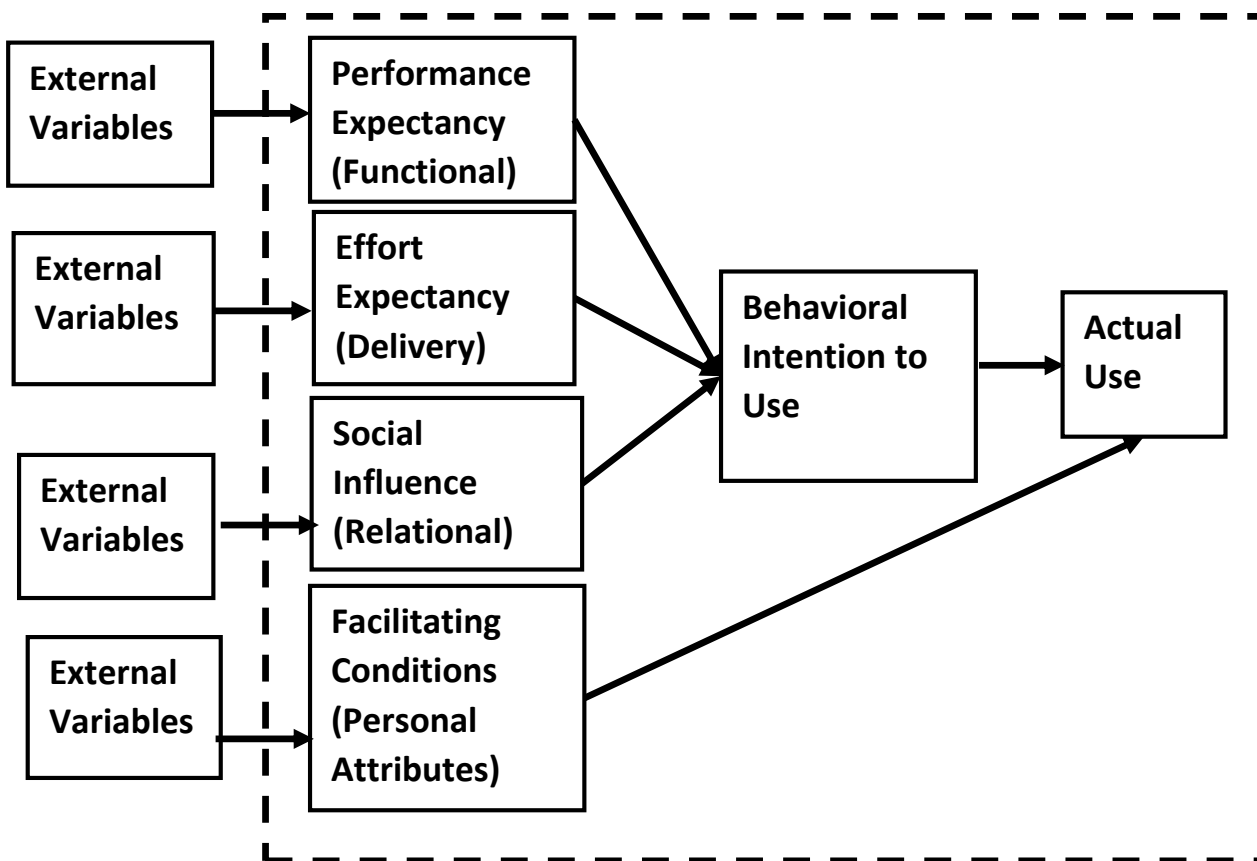 External
Variables
Performance
Expectancy
(Functional)
External
Variables
Effort
Expectancy
(Delivery)
Behavioral
Intention to
Use
Actual
Use
External
Variables
Social
Influence
(Relational)
External
Variables
Facilitating
Conditions
(Personal
Attributes)